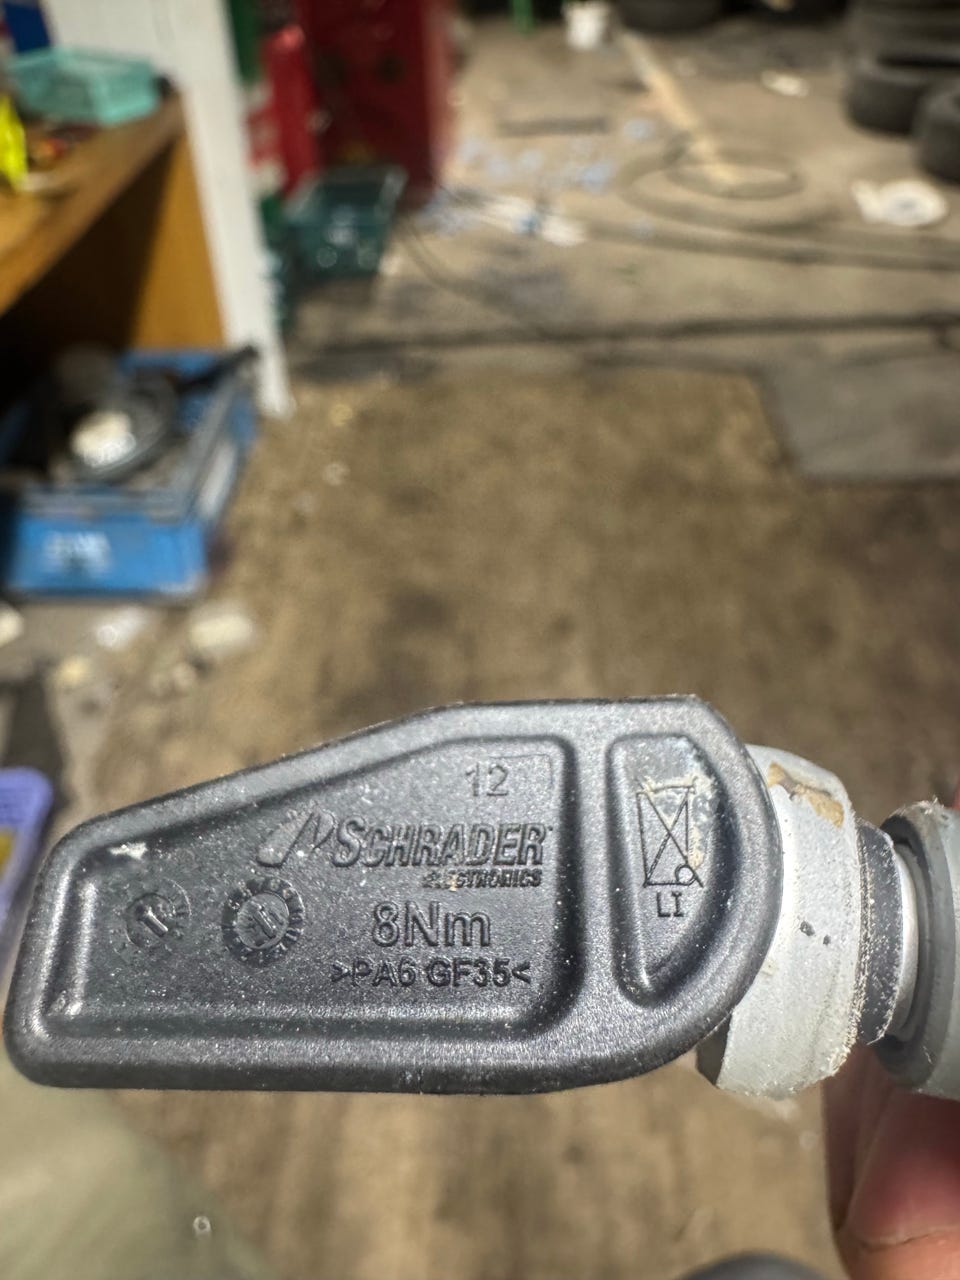 12
SCHRADER
ELECTRONICS
8Nm
>PA6 GF35<
LI